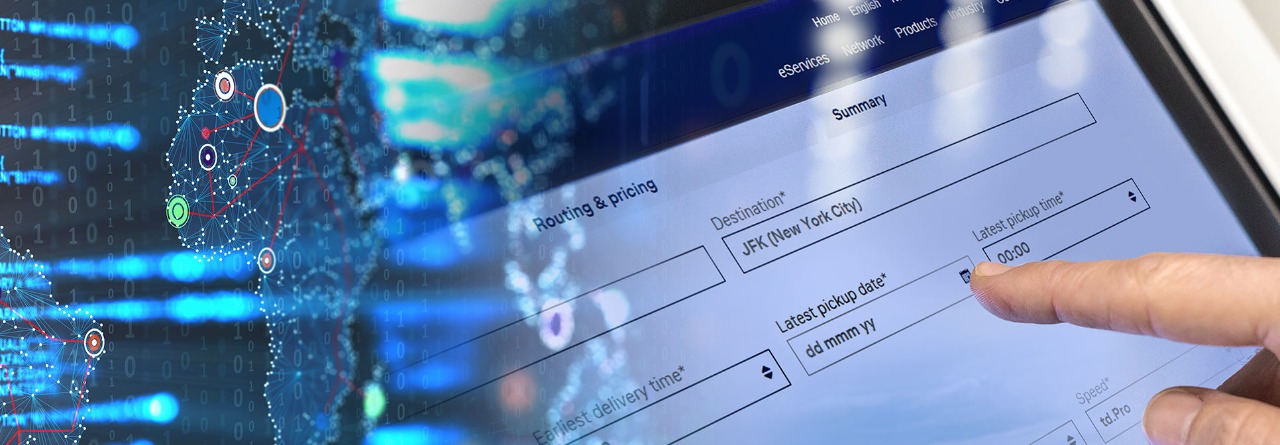 Home English
eServices Network Products Industry
Summary
Routing & pricing
Destination*
JFK (New York City)
Latest pickup time*
00:00
Latest pickup date*
dd mmm yy
Earliest delivery time*
Speed*
td.Pro